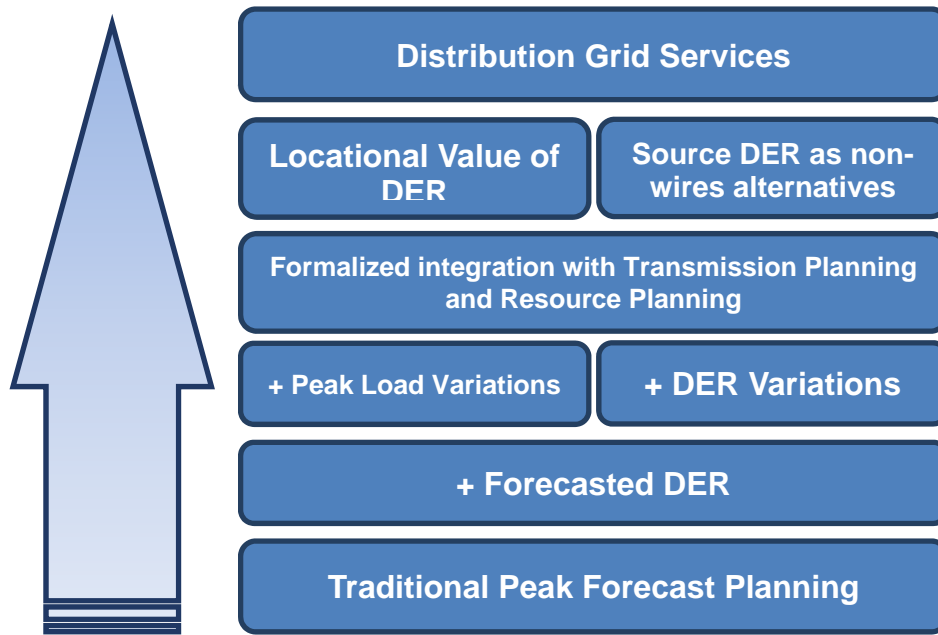 Distribution Grid Services
Locational Value of
DER
Source DER as non-
wires alternatives
Formalized integration with Transmission Planning
and Resource Planning
+ Peak Load Variations
+ DER Variations
+ Forecasted DER
Traditional Peak Forecast Planning